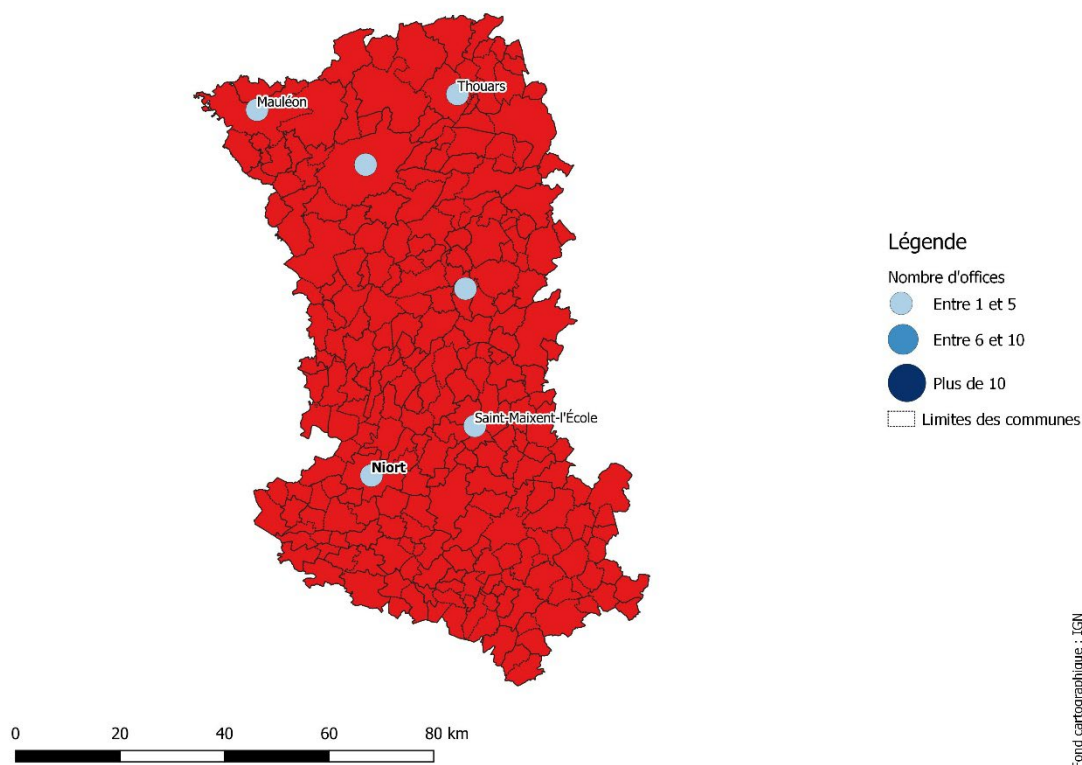 Thouars
Mauléon
Saint-Maixent-l'École
Niort
Légende
Nombre d'offices
Entre 1 et 5
Entre 6 et 10
Plus de 10
Limites des communes
0 20 40 60 80 km
Fond cartographique : IGN